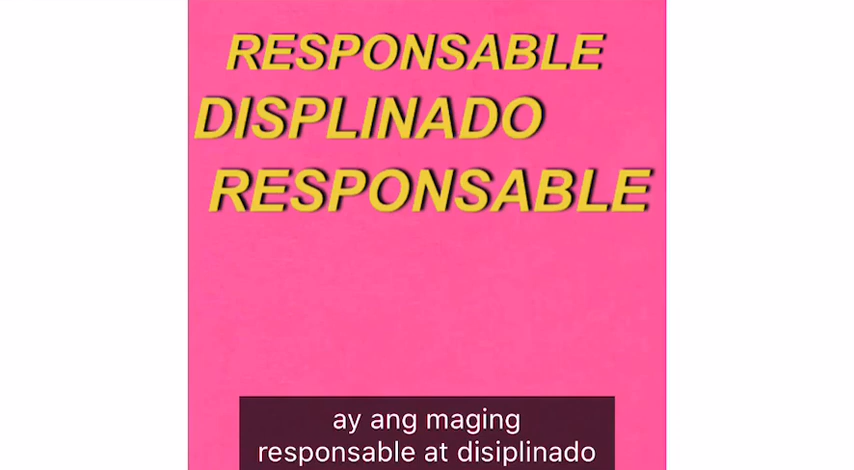 RESPONSABLE
DISPLINADO
RESPONSABLE
ay ang maging
responsable at disiplinado